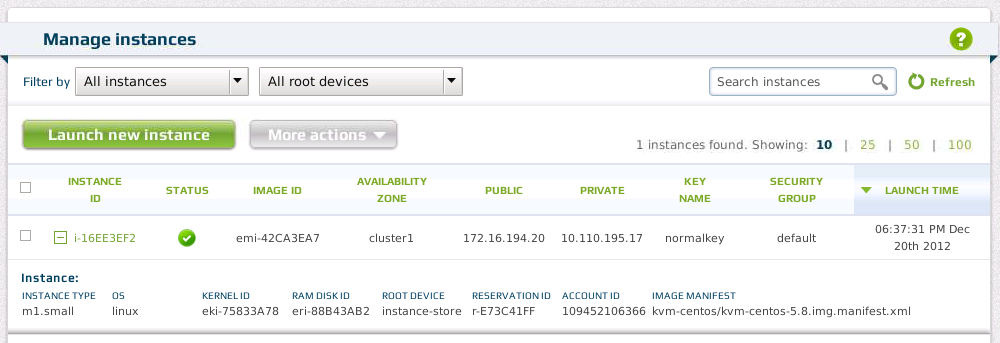 Manage instances
?
Filter by All instances All root devices Search instances Refresh
Launch new instance More actions
1 instances found. Showing: 10 | 25 | 50 | 100
INSTANCE ID STATUS IMAGE ID AVAILABILITY ZONE PUBLIC PRIVATE KEY NAME SECURITY GROUP LAUNCH TIME
i-16EE3EF2 emi-42CA3EA7 cluster1 172.16.194.20 10.110.195.17 normalkey default 06:37:31 PM Dec 20th 2012
Instance:
INSTANCE TYPE OS KERNEL ID RAM DISK ID ROOT DEVICE RESERVATION ID ACCOUNT ID IMAGE MANIFEST
m1.small linux eki-75833A78 eri-88B43AB2 instance-store r-E73C41FF 109452106366 kvm-centos/kvm-centos-5.8.img.manifest.xml